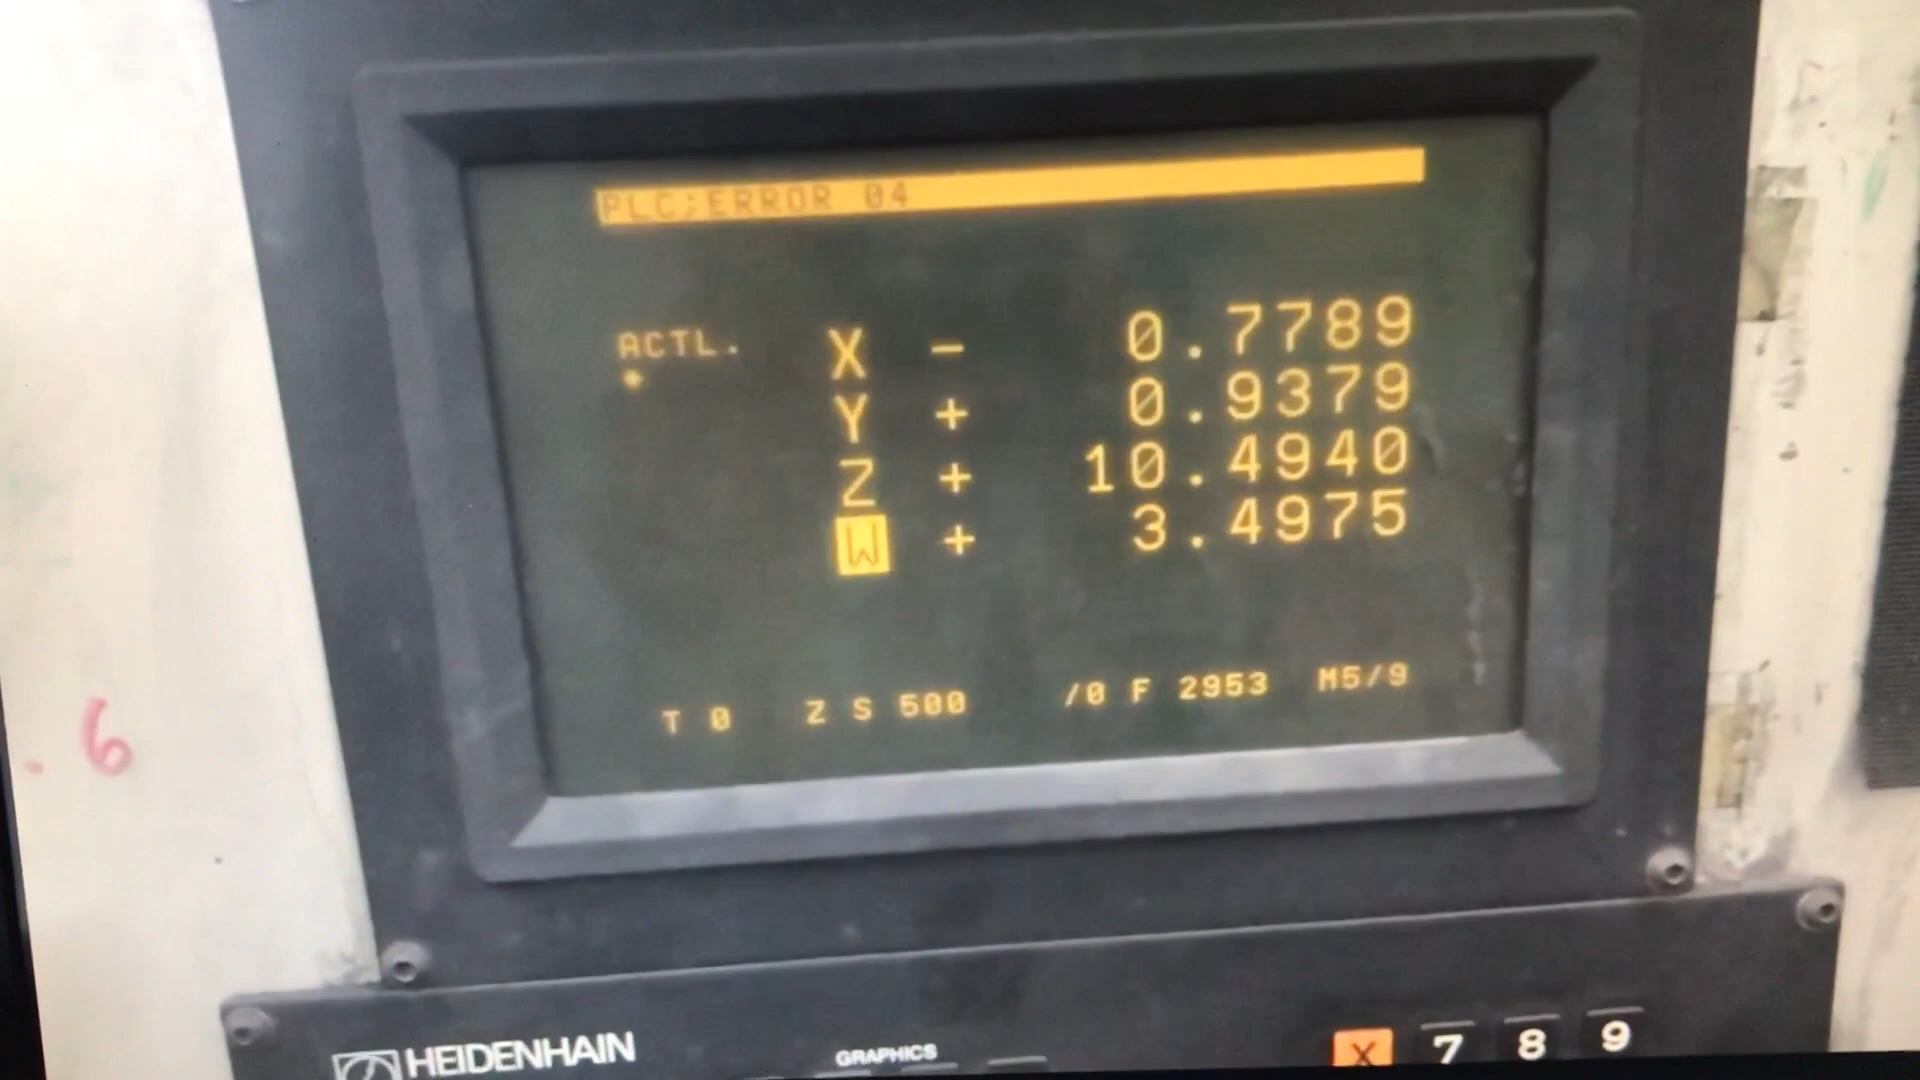 PLC;ERROR 04
ACTL. X - 0.7789
* Y + 0.9379
Z + 10.4940
W + 3.4975
T 0 Z S 500 /0 F 2953 M5/9
. 6
HEIDENHAIN GRAPHICS X 7 8 9